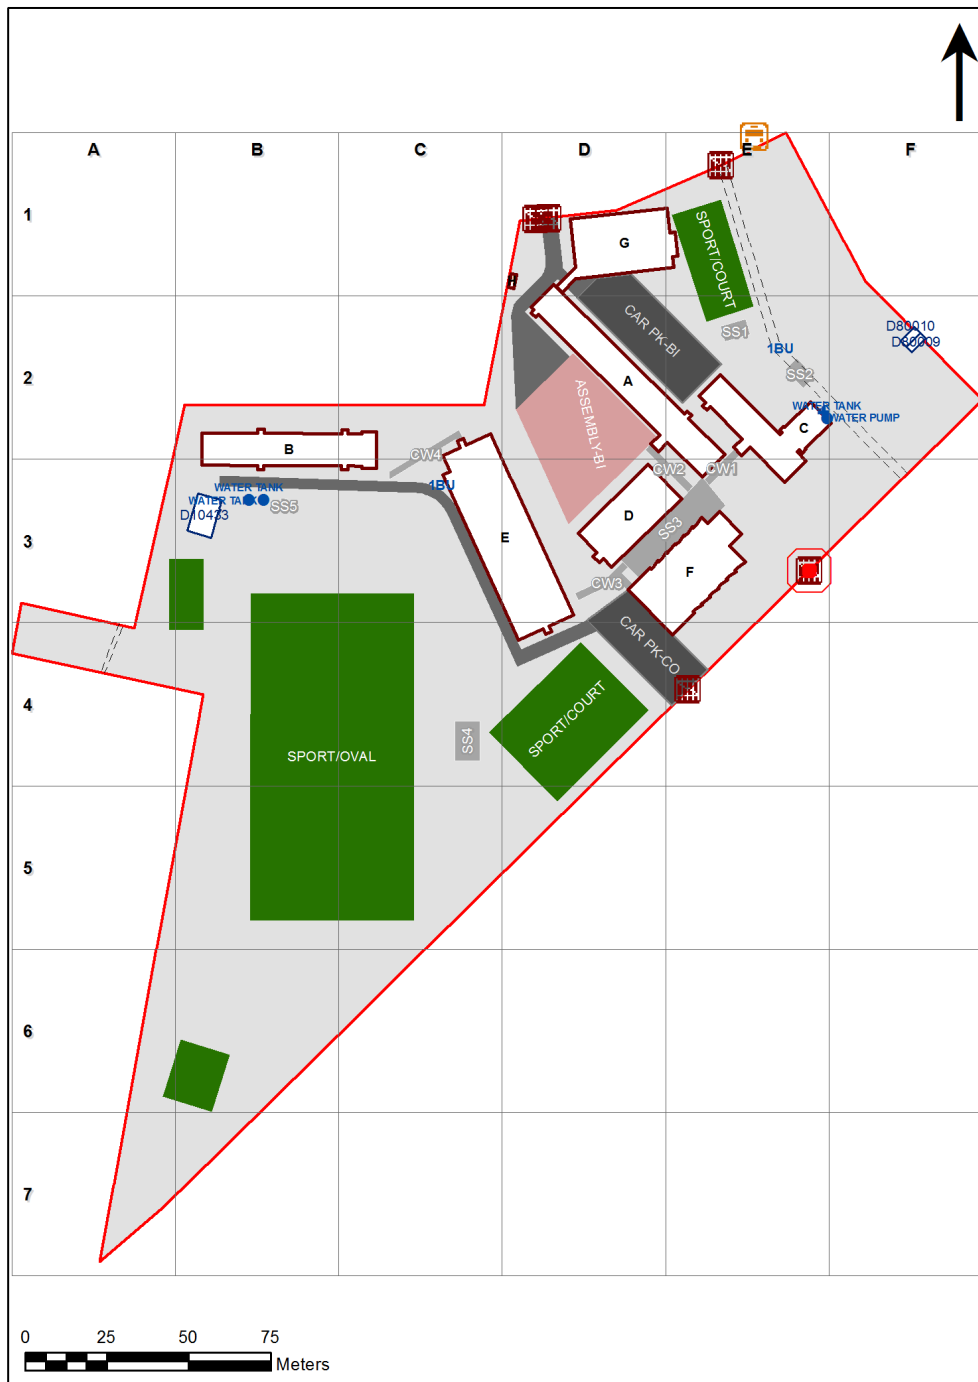 A
B
C
D
E
F
1
G
SPORT/COURT
H
D80010
D80009
CAR PK-BI
SS1
1BU
2
A
SS2
ASSEMBLY-BI
WATER TANK
WATER PUMP
C
B
CW4
CW2
CW1
1BU
WATER TANK
WATER TANK
SS5
D10433
D
SS3
3
E
F
CW3
CAR PK-CO
4
SPORT/COURT
SS4
SPORT/OVAL
5
6
7
0
25
50
75
Meters